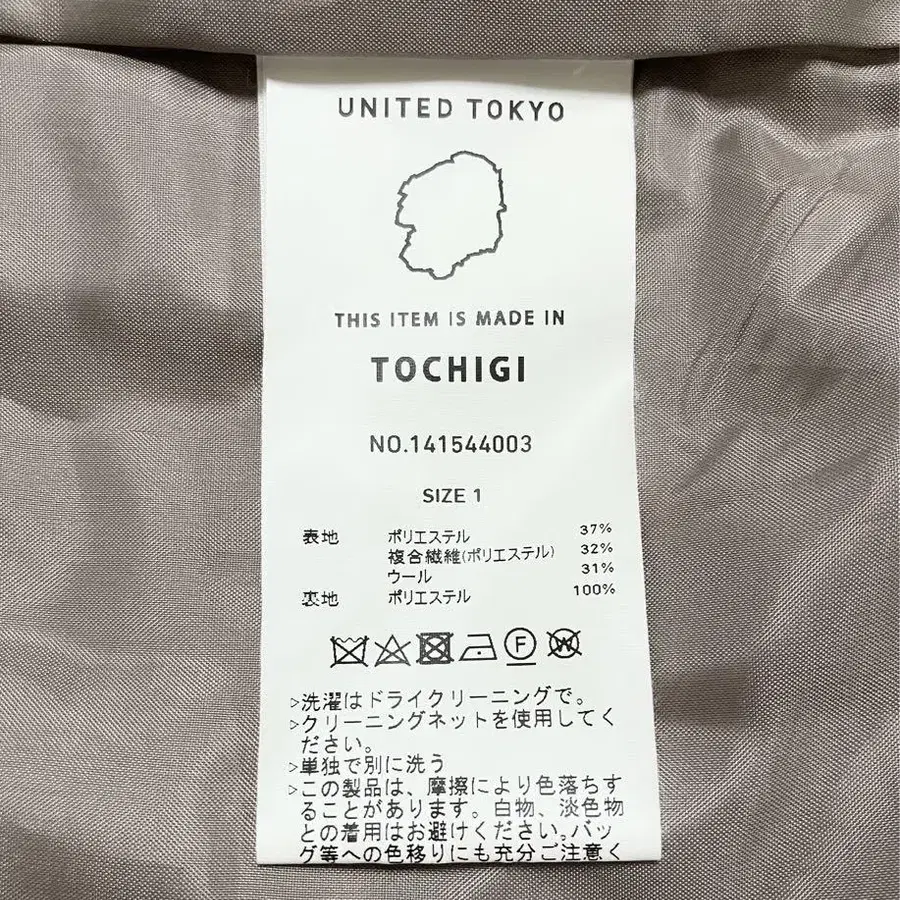 UNITED TOKYO
THIS ITEM IS MADE IN
TOCHIGI
NO.141544003
SIZE 1
表地 ポリエステル 37%
複合繊維(ポリエステル) 32%
ウール 31%
裏地 ポリエステル 100%
F W
▷洗濯はドライクリーニングで。
▷クリーニングネットを使用してく
ださい。
▷単独で別に洗う
▷この製品は、摩擦により色落ちす
ることがあります。白物、淡色物
との着用はお避けください。バッ
グ等への色移りにも充分ご注意く